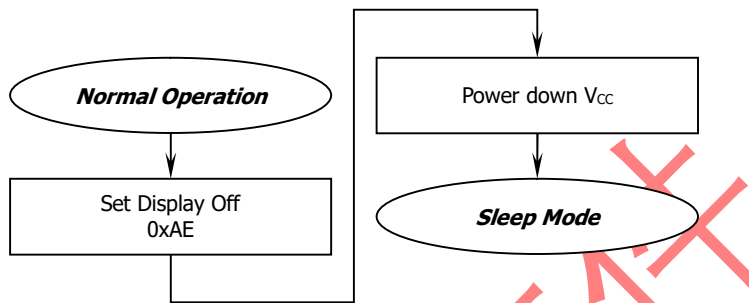 Normal Operation
Set Display Off
0xAE
Power down VCC
Sleep Mode